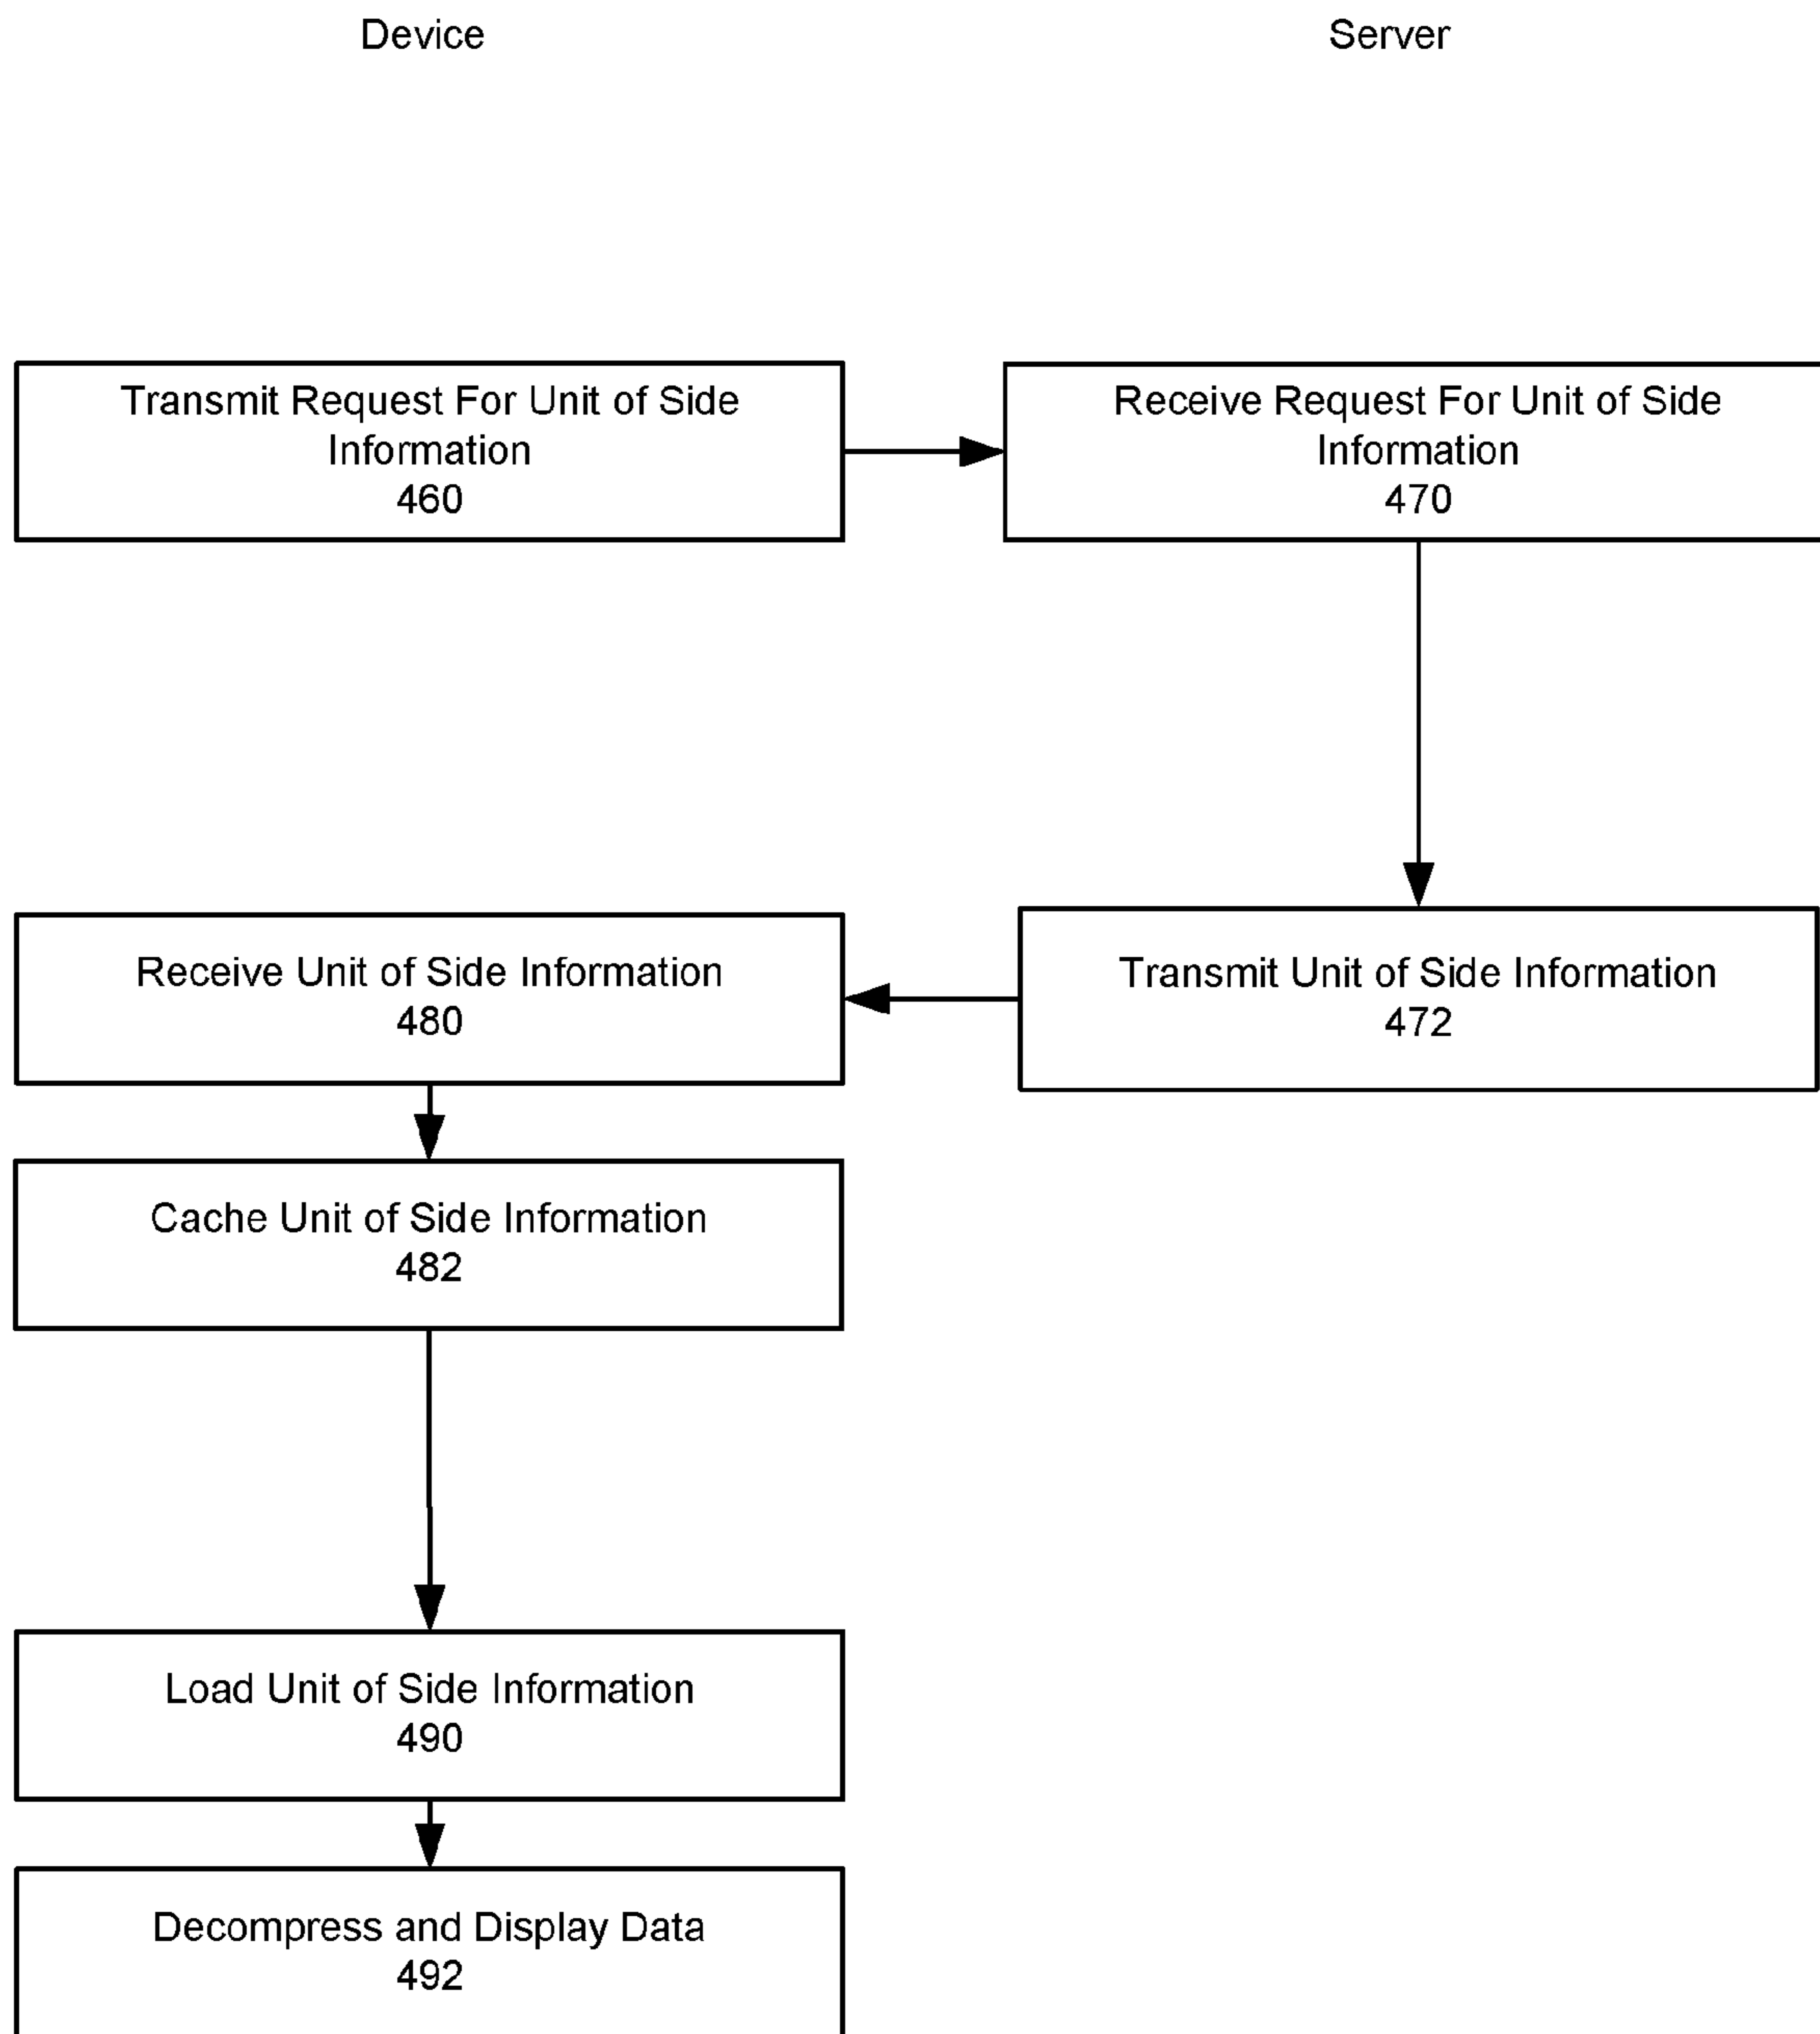 Device
Server
Transmit Request For Unit of Side
Information
460
Receive Request For Unit of Side
Information
470
Receive Unit of Side Information
480
Transmit Unit of Side Information
472
Cache Unit of Side Information
482
Load Unit of Side Information
490
Decompress and Display Data
492